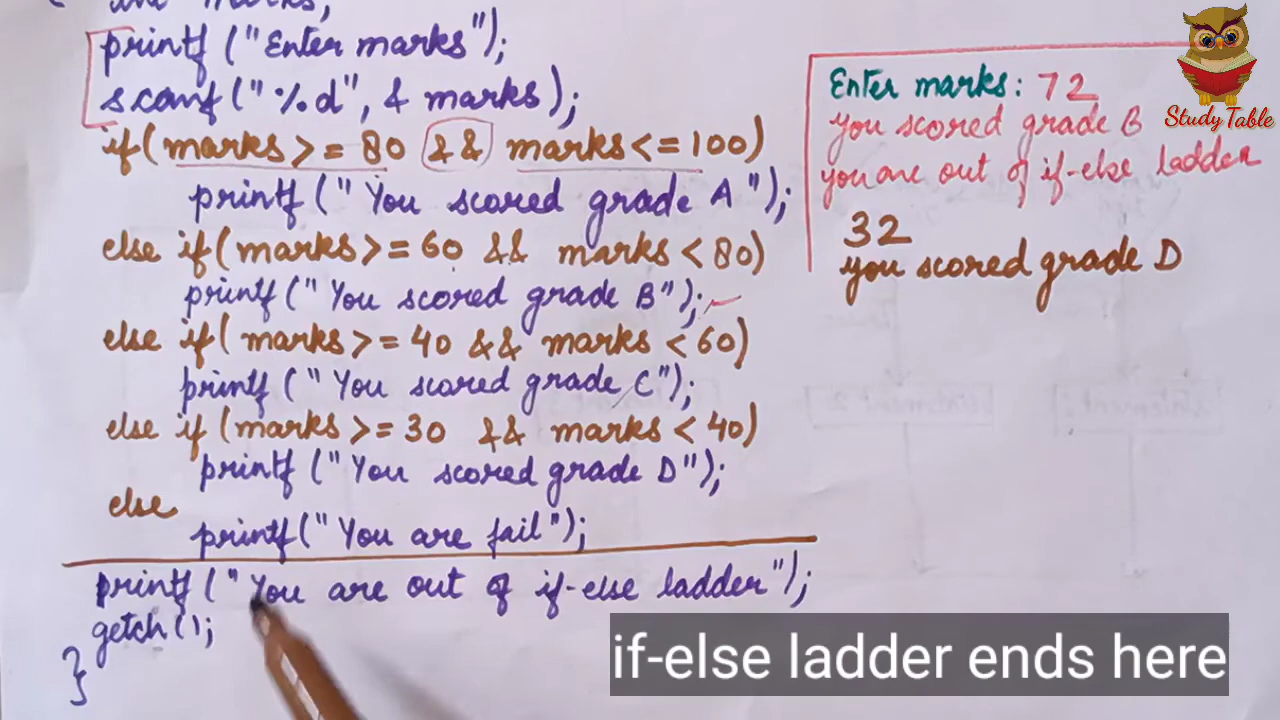 int marks;
printf ("Enter marks");
scanf ("%d", & marks);
if( marks >= 80 && marks <= 100)
printf (" You scored grade A ");
else if( marks >= 60 && marks < 80)
printf (" You scored grade B");
else if( marks >= 40 && marks < 60)
printf (" You scored grade C");
else if (marks >= 30 && marks < 40)
printf ("You scored grade D");
else
printf (" You are fail ");
printf (" You are out of if-else ladder");
getch ();
}
Enter marks: 72
you scored grade B
you are out of if-else ladder
32
you scored grade D
Study Table
if-else ladder ends here